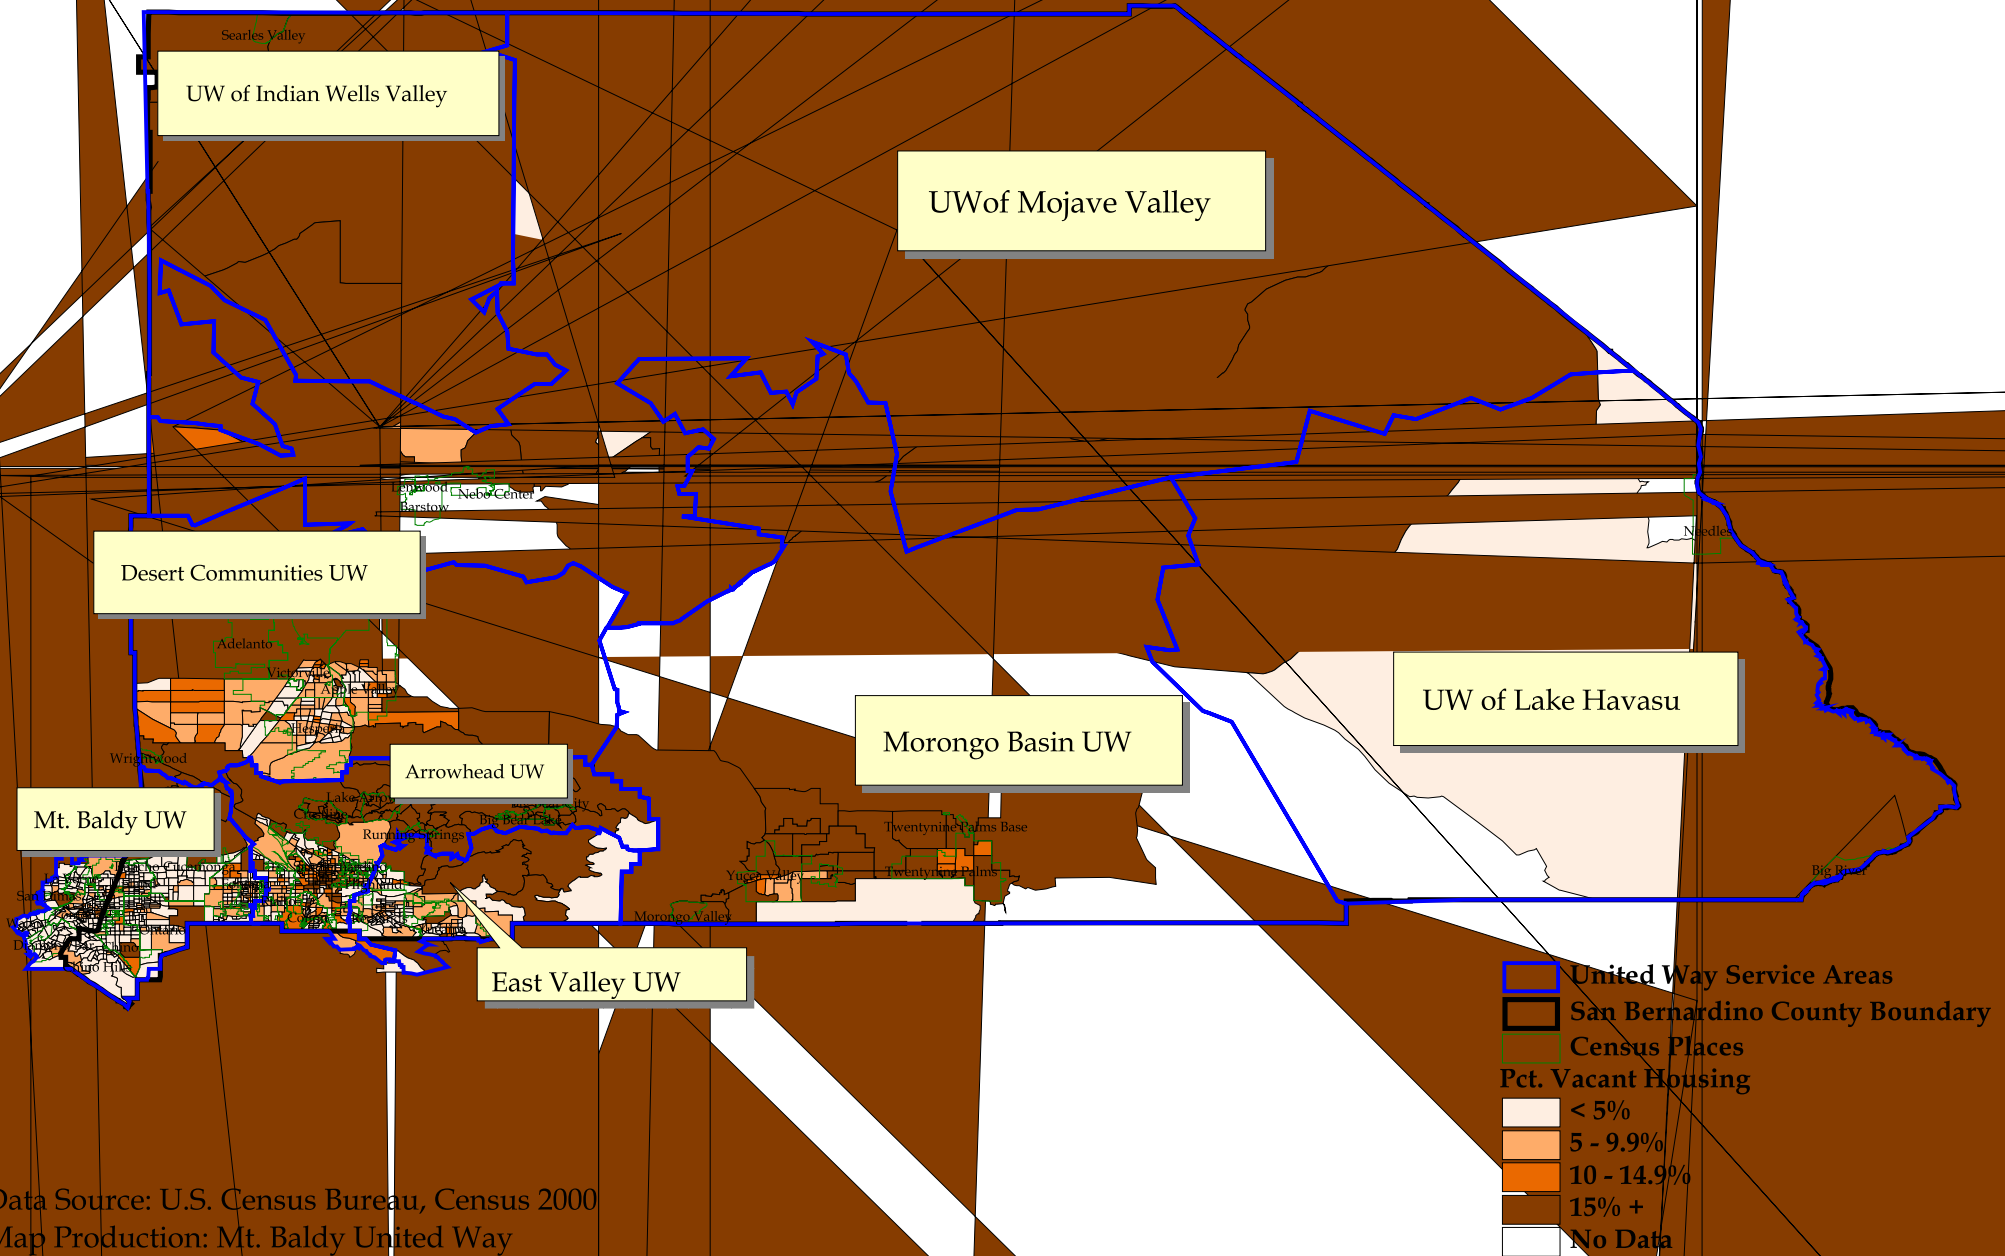 Searles Valley
UW of Indian Wells Valley
UWof Mojave Valley
Lenwood
Nebo Center
Barstow
Needles
Desert Communities UW
Adelanto
Victorville
Apple Valley
Hesperia
UW of Lake Havasu
Morongo Basin UW
Wrightwood
Arrowhead UW
Mt. Baldy UW
Crestline
Running Springs
Big Bear Lake
Twentynine Palms Base
Twentynine Palms
Yucca Valley
Big River
Morongo Valley
Ontario
Chino Hills
East Valley UW
United Way Service Areas
San Bernardino County Boundary
Census Places
Pct. Vacant Housing
< 5%
5 - 9.9%
10 - 14.9%
15% +
No Data
Data Source: U.S. Census Bureau, Census 2000
Map Production: Mt. Baldy United Way